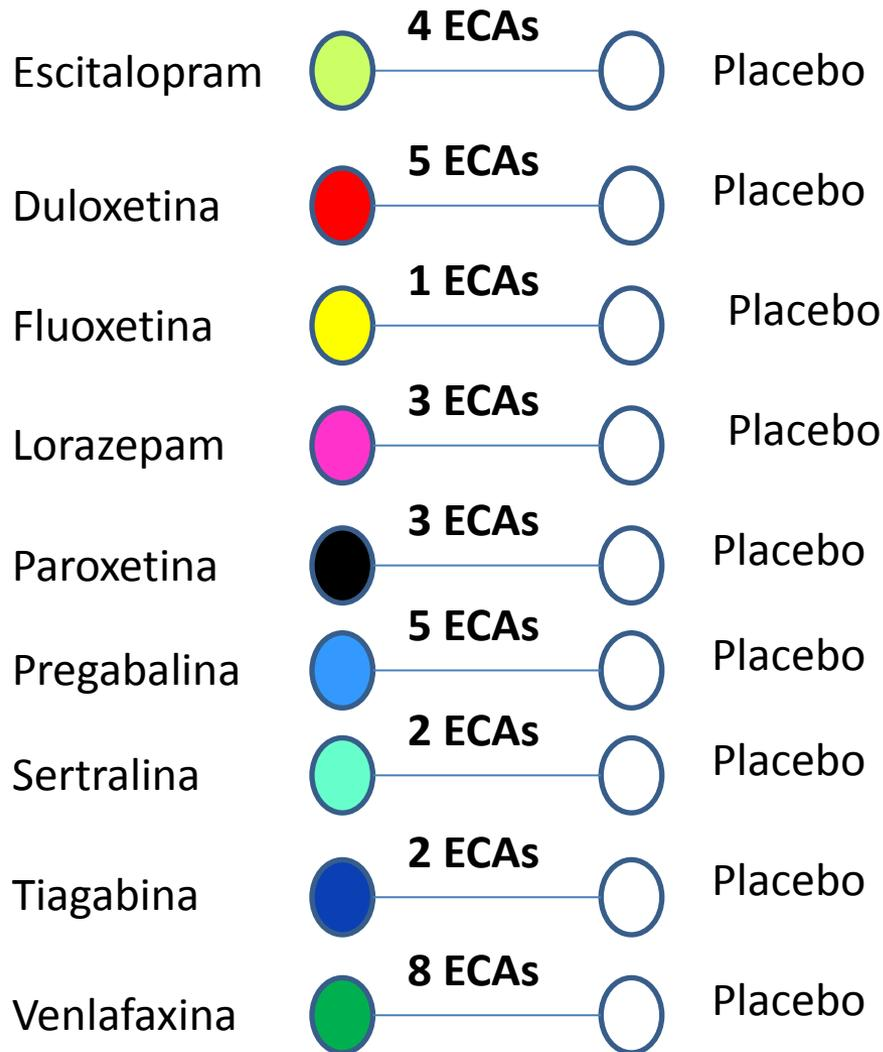 4 ECAs
Escitalopram Placebo
5 ECAs
Duloxetina Placebo
1 ECAs
Fluoxetina Placebo
3 ECAs
Lorazepam Placebo
3 ECAs
Paroxetina Placebo
5 ECAs
Pregabalina Placebo
2 ECAs
Sertralina Placebo
2 ECAs
Tiagabina Placebo
8 ECAs
Venlafaxina Placebo